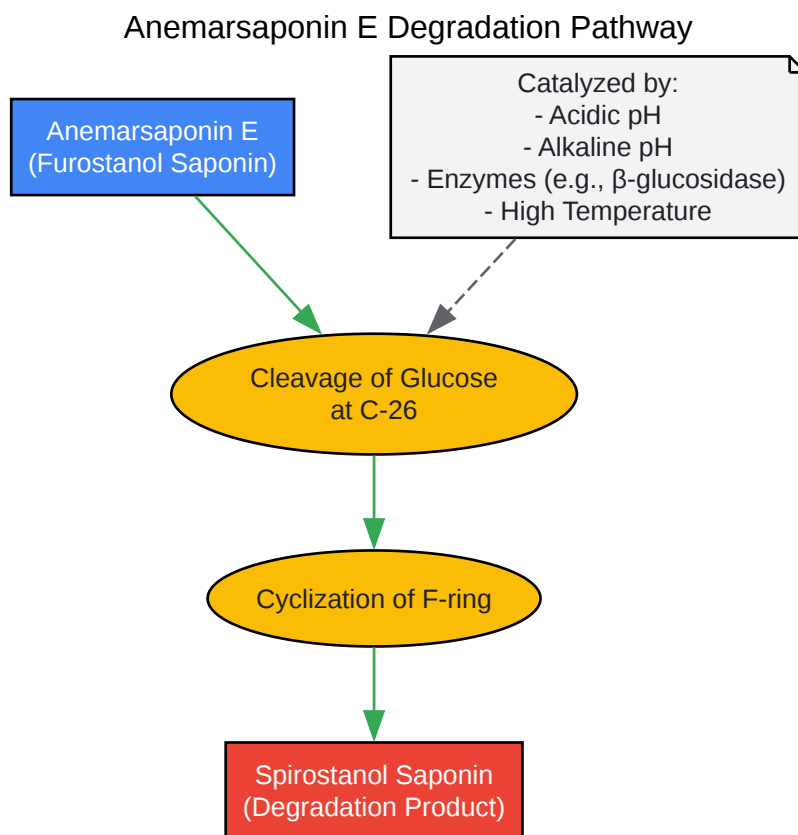 Anemarsaponin E Degradation Pathway
Anemarsaponin E
(Furostanol Saponin)
Catalyzed by:
- Acidic pH
- Alkaline pH
- Enzymes (e.g., β-glucosidase)
- High Temperature
Cleavage of Glucose
at C-26
Cyclization of F-ring
Spirostanol Saponin
(Degradation Product)